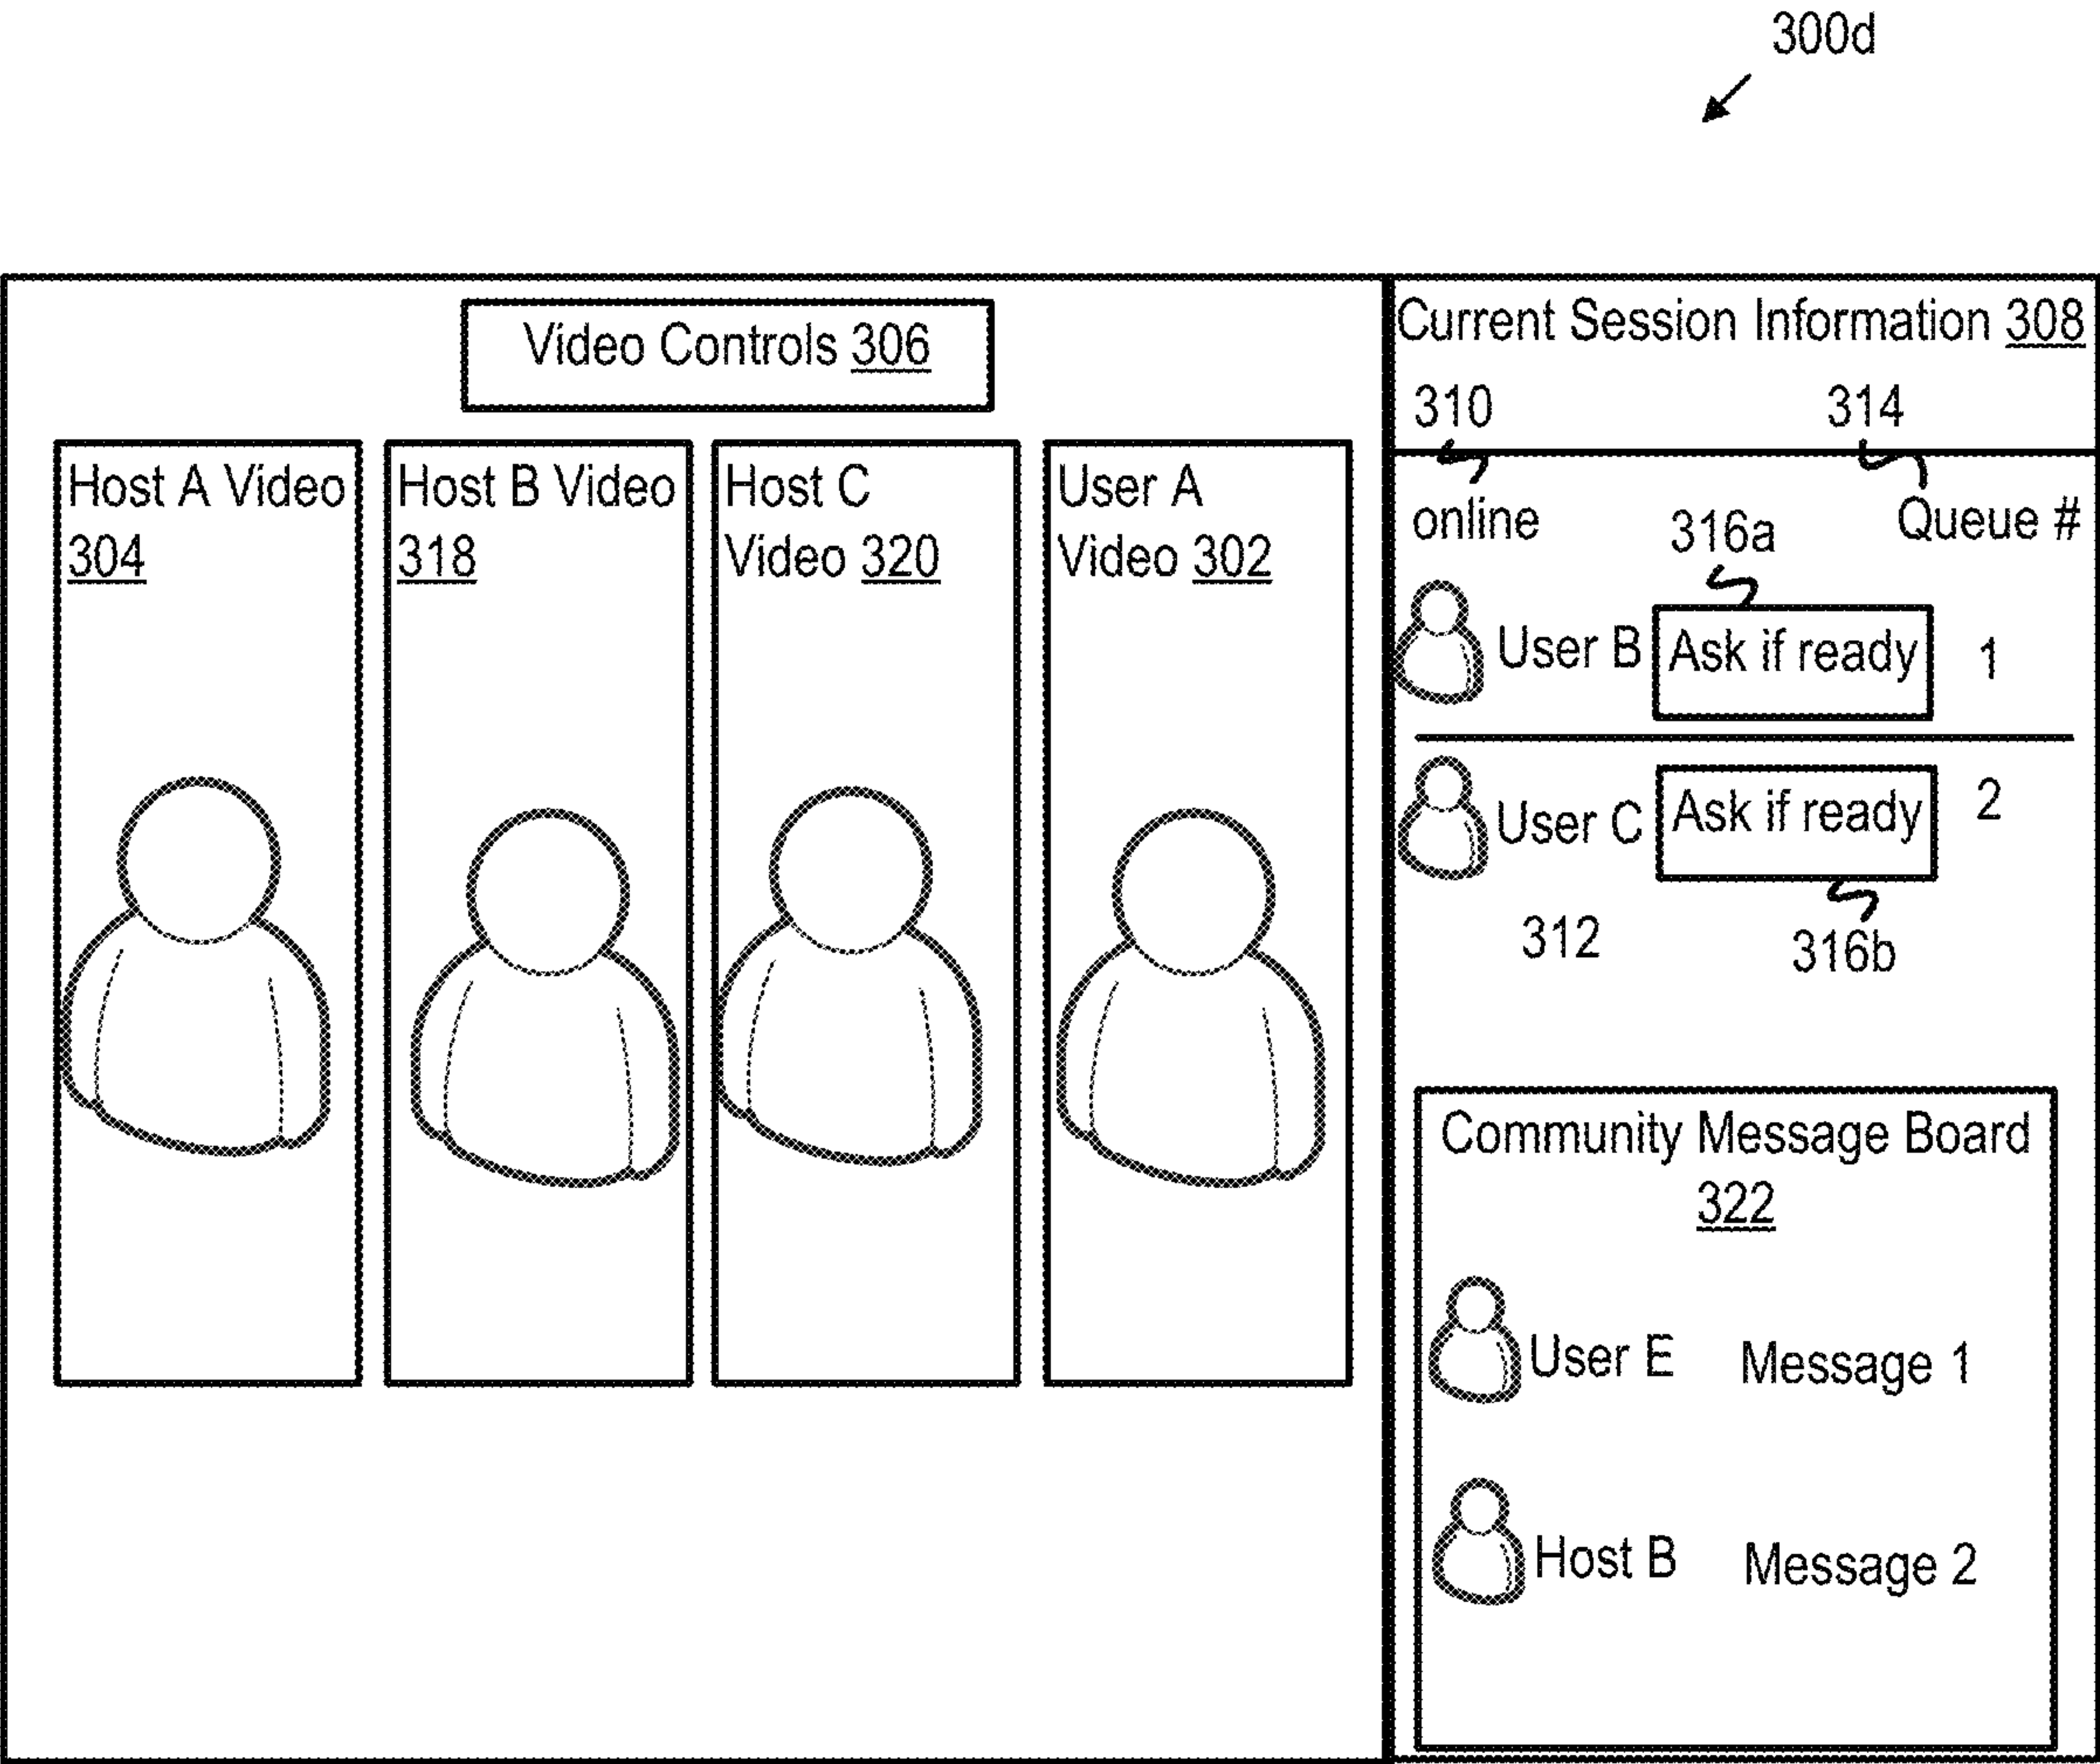 300d
Video Controls 306
Host A Video
304
Host B Video
318
Host C
Video 320
User A
Video 302
Current Session Information 308
310
314
online
316a
Queue #
User B
Ask if ready
1
User C
Ask if ready
2
312
316b
Community Message Board
322
User E
Message 1
Host B
Message 2